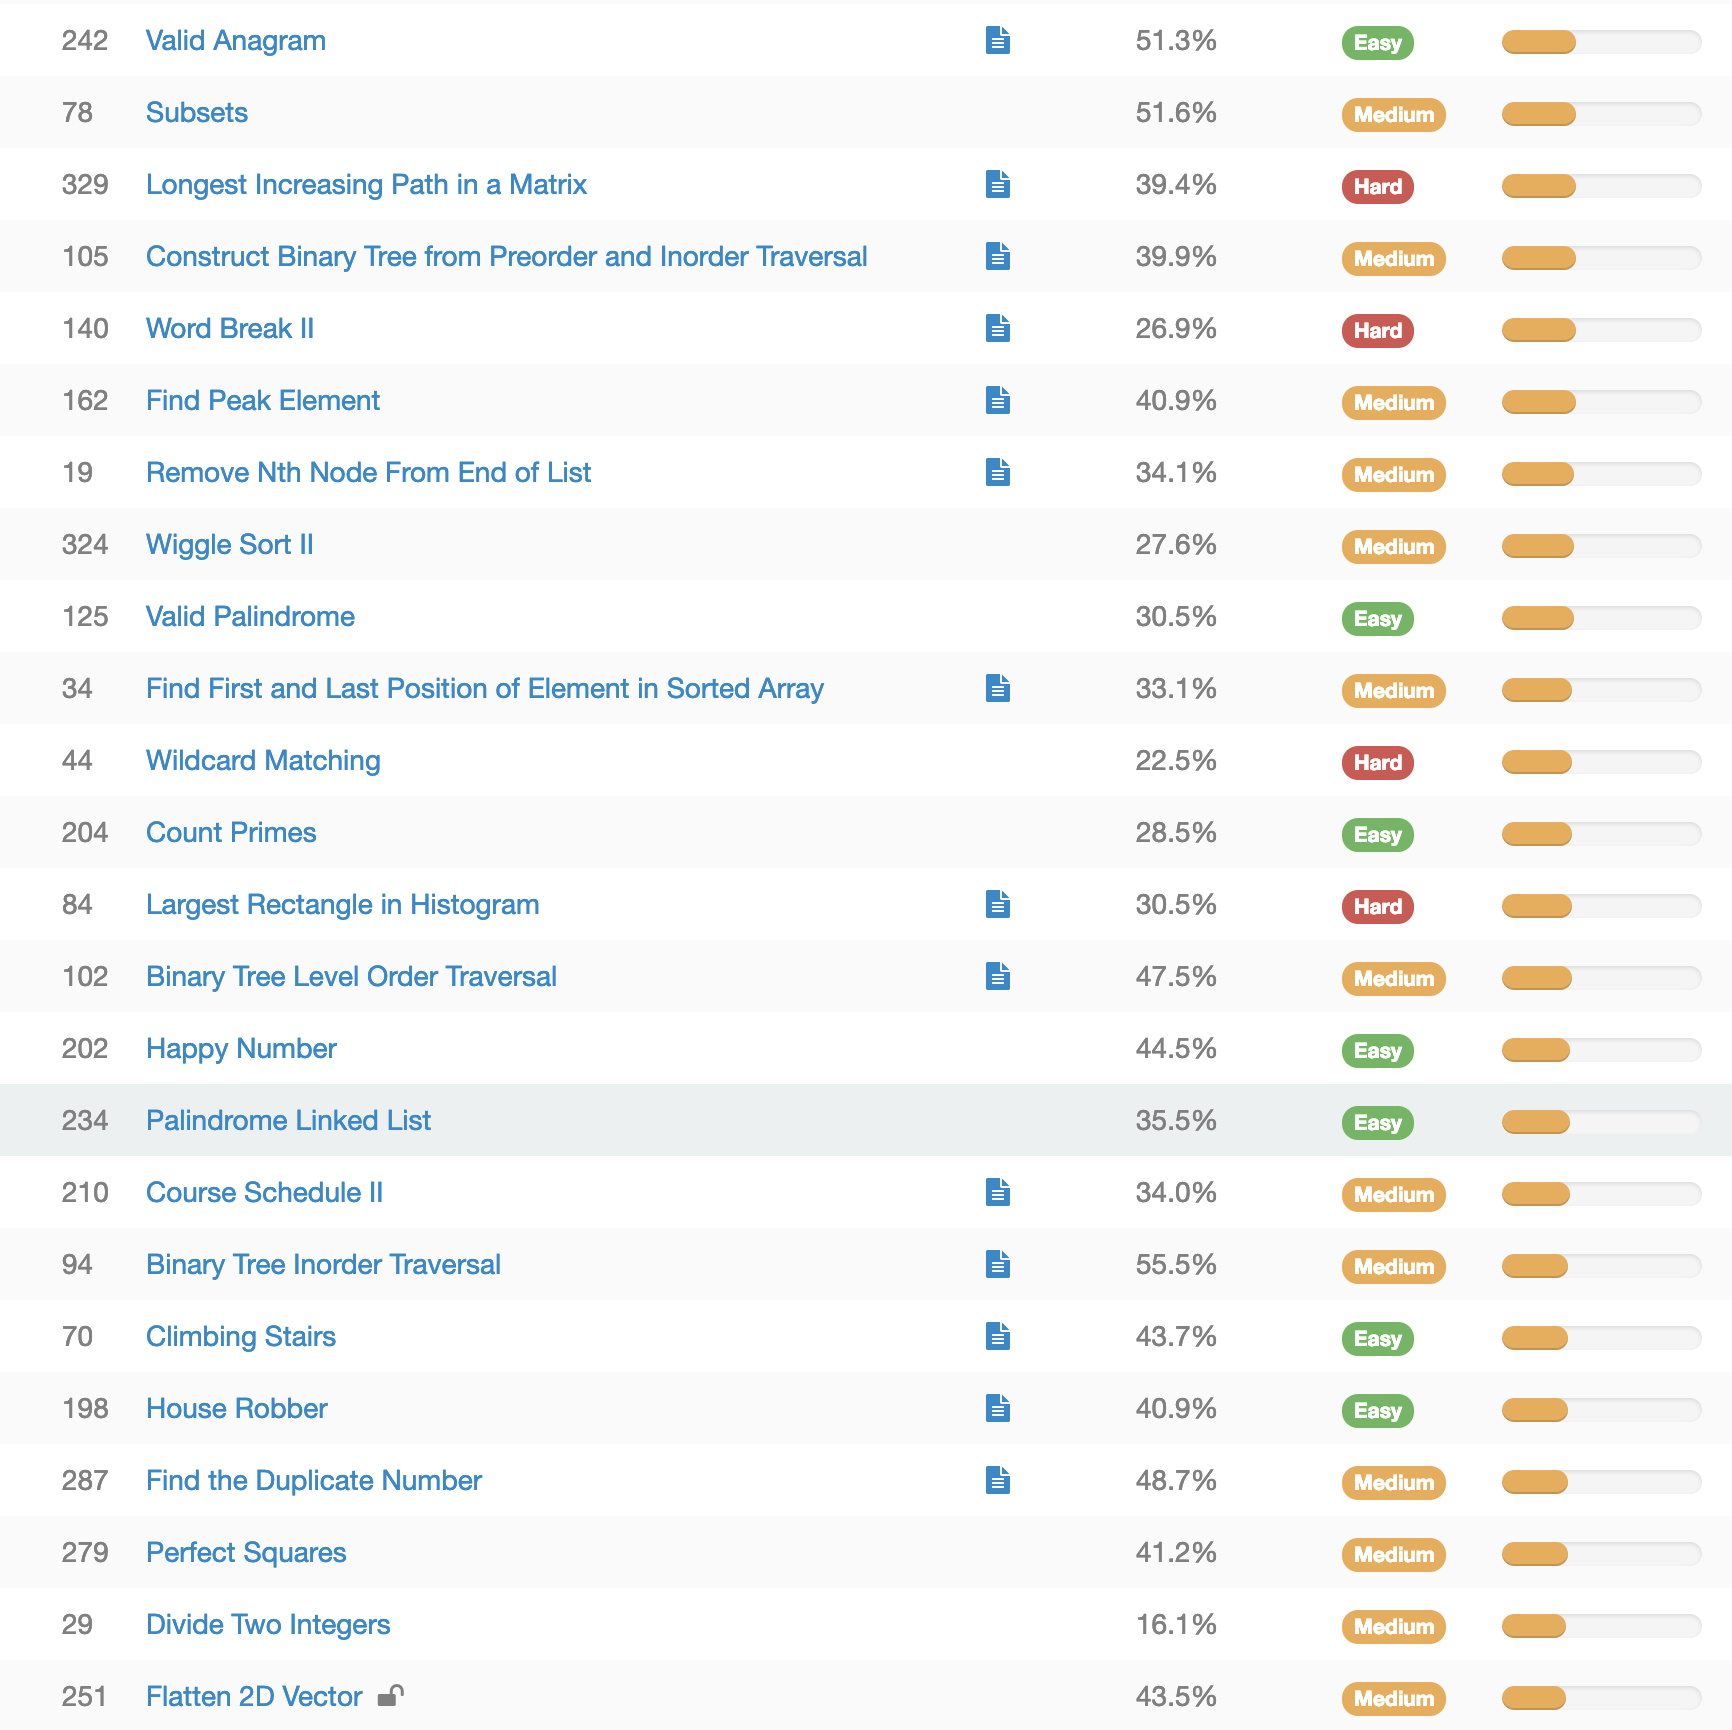 242 Valid Anagram 51.3% Easy
78 Subsets 51.6% Medium
329 Longest Increasing Path in a Matrix 39.4% Hard
105 Construct Binary Tree from Preorder and Inorder Traversal 39.9% Medium
140 Word Break II 26.9% Hard
162 Find Peak Element 40.9% Medium
19 Remove Nth Node From End of List 34.1% Medium
324 Wiggle Sort II 27.6% Medium
125 Valid Palindrome 30.5% Easy
34 Find First and Last Position of Element in Sorted Array 33.1% Medium
44 Wildcard Matching 22.5% Hard
204 Count Primes 28.5% Easy
84 Largest Rectangle in Histogram 30.5% Hard
102 Binary Tree Level Order Traversal 47.5% Medium
202 Happy Number 44.5% Easy
234 Palindrome Linked List 35.5% Easy
210 Course Schedule II 34.0% Medium
94 Binary Tree Inorder Traversal 55.5% Medium
70 Climbing Stairs 43.7% Easy
198 House Robber 40.9% Easy
287 Find the Duplicate Number 48.7% Medium
279 Perfect Squares 41.2% Medium
29 Divide Two Integers 16.1% Medium
251 Flatten 2D Vector 43.5% Medium